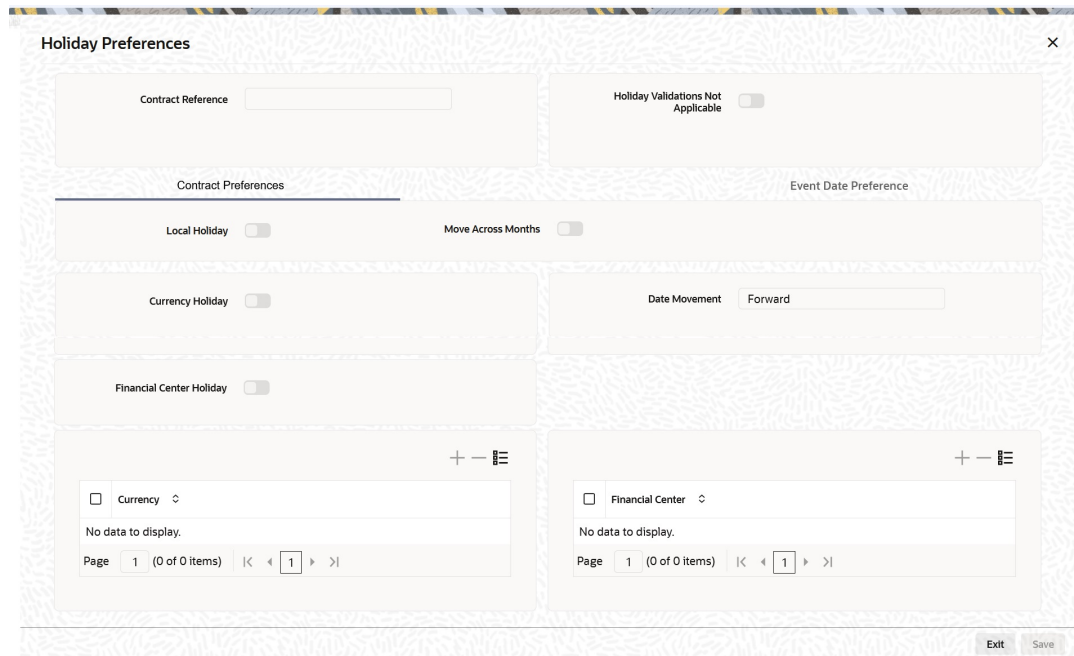 Holiday Preferences
Contract Reference
Holiday Validations Not
Applicable
Contract Preferences
Event Date Preference
Local Holiday
Move Across Months
Currency Holiday
Date Movement
Forward
Financial Center Holiday
Currency
Financial Center
No data to display.
No data to display.
Page 1 (0 of 0 items) 1
Page 1 (0 of 0 items) 1
Exit
Save